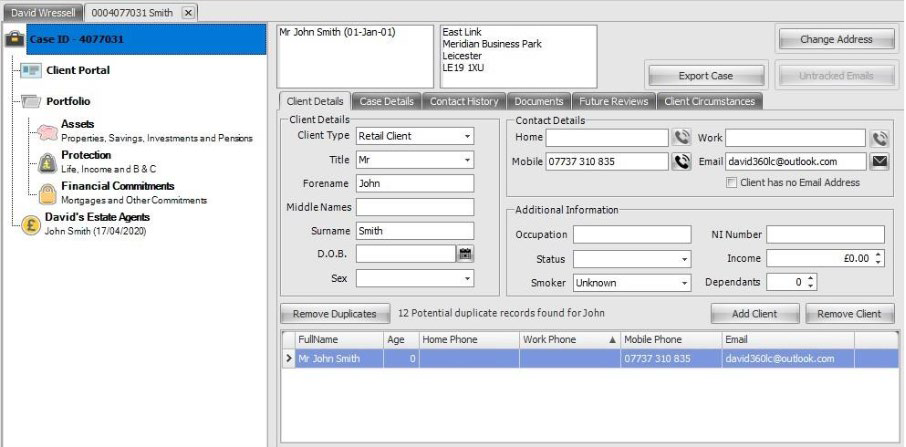 David Wressell
0004077031 Smith
Case ID - 4077031
Client Portal
Portfolio
Assets
Properties, Savings, Investments and Pensions
Protection
Life, Income and B & C
Financial Commitments
Mortgages and Other Commitments
David's Estate Agents
John Smith (17/04/2020)
Mr John Smith (01-Jan-01)
East Link
Meridian Business Park
Leicester
LE19 1XU
Change Address
Export Case
Untracked Emails
Client Details Case Details Contact History Documents Future Reviews Client Circumstances
Client Details
Client Type Retail Client
Title Mr
Forename John
Middle Names
Surname Smith
D.O.B.
Sex
Contact Details
Home Work
Mobile 07737 310 835 Email david360lc@outlook.com
Client has no Email Address
Additional Information
Occupation NI Number
Status Income £0.00
Smoker Unknown Dependants 0
Remove Duplicates 12 Potential duplicate records found for John Add Client Remove Client
FullName Age Home Phone Work Phone Mobile Phone Email
Mr John Smith 0 07737 310 835 david360lc@outlook.com